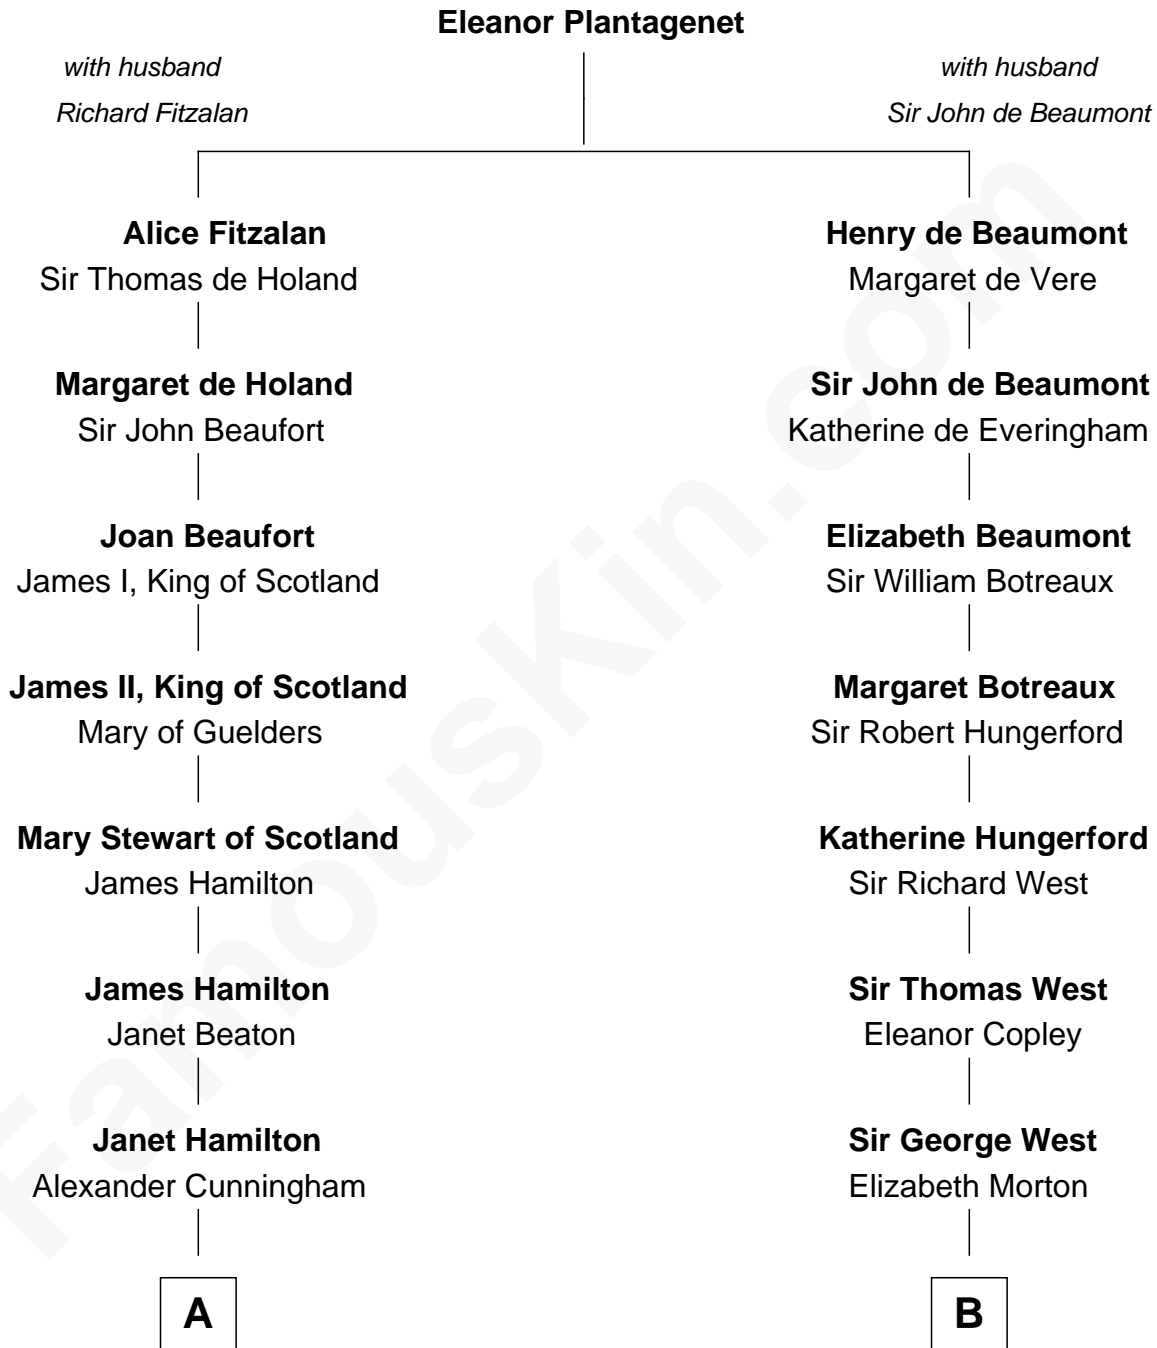 Eleanor Plantagenet
with husband
Richard Fitzalan
with husband
Sir John de Beaumont
Alice Fitzalan
Sir Thomas de Holand
Margaret de Holand
Sir John Beaufort
Joan Beaufort
James I, King of Scotland
James II, King of Scotland
Mary of Guelders
Mary Stewart of Scotland
James Hamilton
James Hamilton
Janet Beaton
Janet Hamilton
Alexander Cunningham
A
Henry de Beaumont
Margaret de Vere
Sir John de Beaumont
Katherine de Everingham
Elizabeth Beaumont
Sir William Botreaux
Margaret Botreaux
Sir Robert Hungerford
Katherine Hungerford
Sir Richard West
Sir Thomas West
Eleanor Copley
Sir George West
Elizabeth Morton
B
FamousKin.com